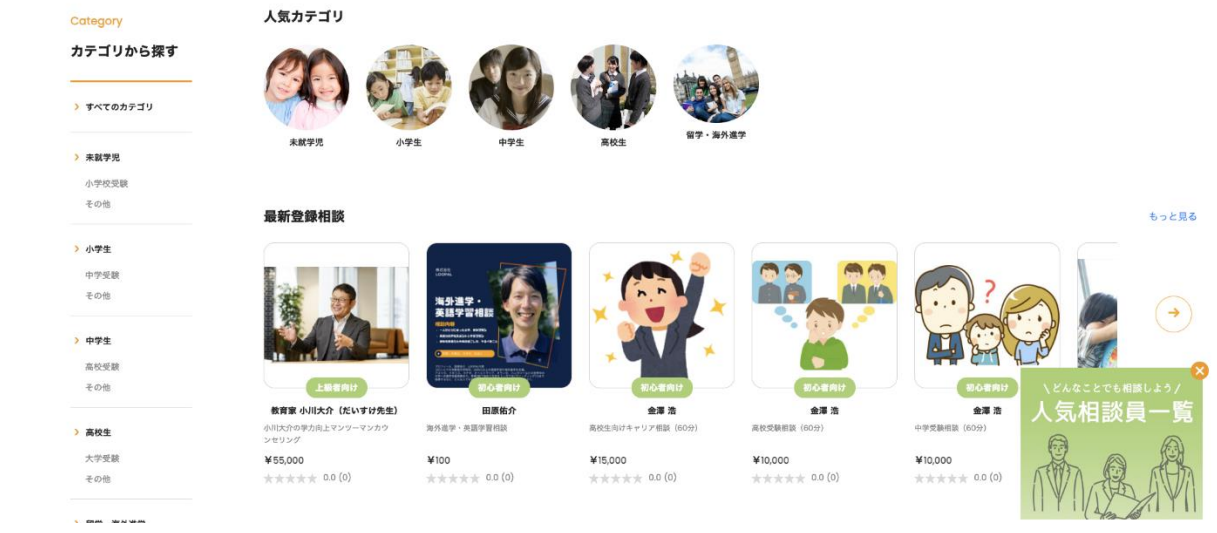 Category
カテゴリから探す
すべてのカテゴリ
未就学児
小学校受験
その他
小学生
中学受験
その他
中学生
高校受験
その他
高校生
大学受験
その他
人気カテゴリ
未就学児
小学生
中学生
高校生
留学・海外進学
最新登録相談
もっと見る
上級者向け
教育家 小川大介（だいすけ先生）
小川大介の学力向上マンツーマンカウ
ンセリング
¥55,000
0.0 (0)
海外進学・
英語学習相談
初心者向け
田原佑介
海外進学・英語学習相談
¥100
0.0 (0)
初心者向け
金澤 浩
高校生向けキャリア相談（60分）
¥15,000
0.0 (0)
初心者向け
金澤 浩
高校受験相談（60分）
¥10,000
0.0 (0)
?
初心者向け
金澤 浩
中学受験相談（60分）
¥10,000
0.0 (0)
\どんなことでも相談しよう/
人気相談員一覧